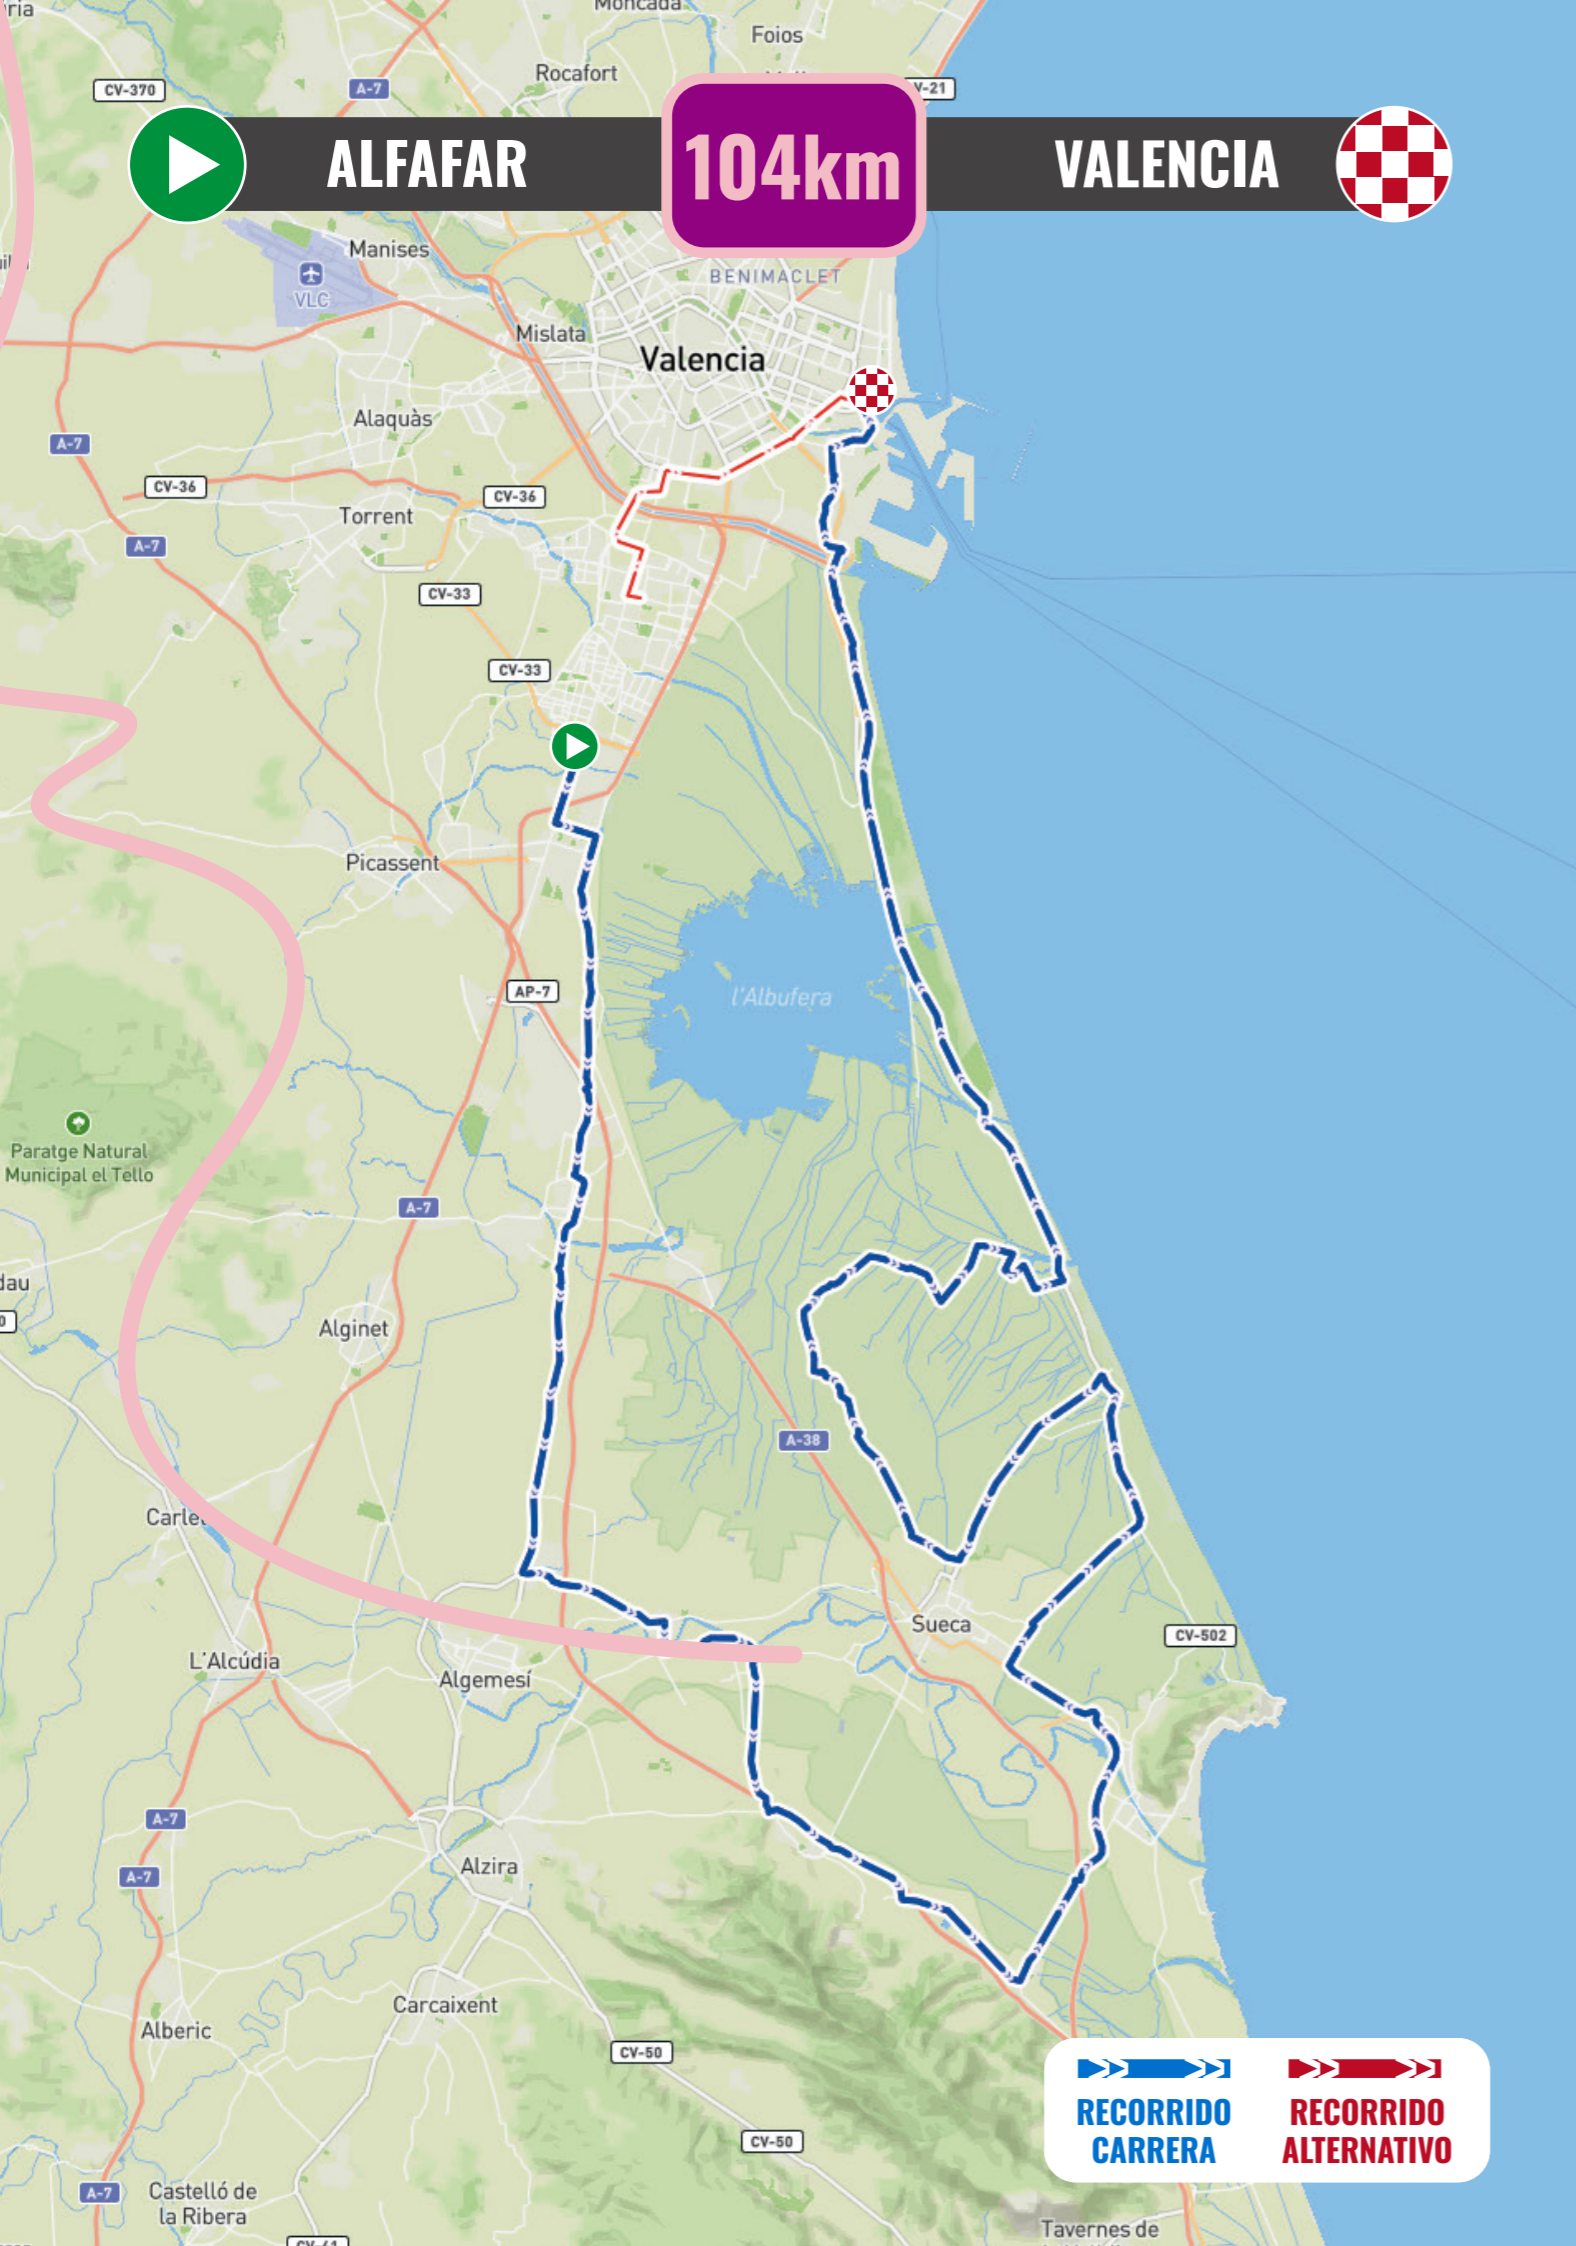 Foios
Rocafort
CV-370
A-7
ALFAFAR
104km
VALENCIA
Manises
VLC
BENIMACLET
Mislata
Valencia
Alaquàs
A-7
CV-36
CV-36
Torrent
A-7
CV-33
CV-33
Picassent
AP-7
l'Albufera
Paratge Natural
Municipal el Tello
A-7
Alginet
A-38
Sueca
CV-502
L'Alcúdia
Algemesí
A-7
Alzira
A-7
Carcaixent
Alberic
CV-50
RECORRIDO
CARRERA
RECORRIDO
ALTERNATIVO
CV-50
A-7
Castelló de
la Ribera
Tavernes de